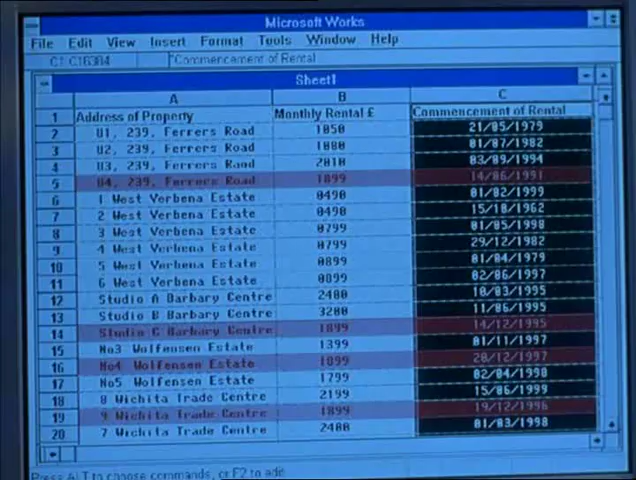 Microsoft Works
File Edit View Insert Format Tools Window Help
C1:C16384 "Commencement of Rental
Sheet1
A B C
1 Address of Property Monthly Rental £ Commencement of Rental
2 U1, 239, Ferrers Road 1050 21/05/1979
3 U2, 239, Ferrers Road 1080 01/07/1982
4 U3, 239, Ferrers Road 2010 03/09/1994
5 U4, 239, Ferrers Road 1899 14/06/1991
6 1 West Verbena Estate 0490 01/02/1999
7 2 West Verbena Estate 0490 15/10/1962
8 3 West Verbena Estate 0799 01/05/1998
9 4 West Verbena Estate 0799 29/12/1982
10 5 West Verbena Estate 0899 01/04/1979
11 6 West Verbena Estate 0899 02/06/1997
12 Studio A Barbary Centre 2400 10/03/1995
13 Studio B Barbary Centre 3200 11/06/1995
14 Studio C Barbary Centre 1899 14/12/1995
15 No3 Wolfensen Estate 1399 01/11/1997
16 No4 Wolfensen Estate 1899 20/12/1997
17 No5 Wolfensen Estate 1799 02/04/1998
18 8 Wichita Trade Centre 2199 15/06/1999
19 9 Wichita Trade Centre 1899 19/12/1996
20 7 Wichita Trade Centre 2400 01/03/1998
Press ALT to choose commands, or F2 to edit